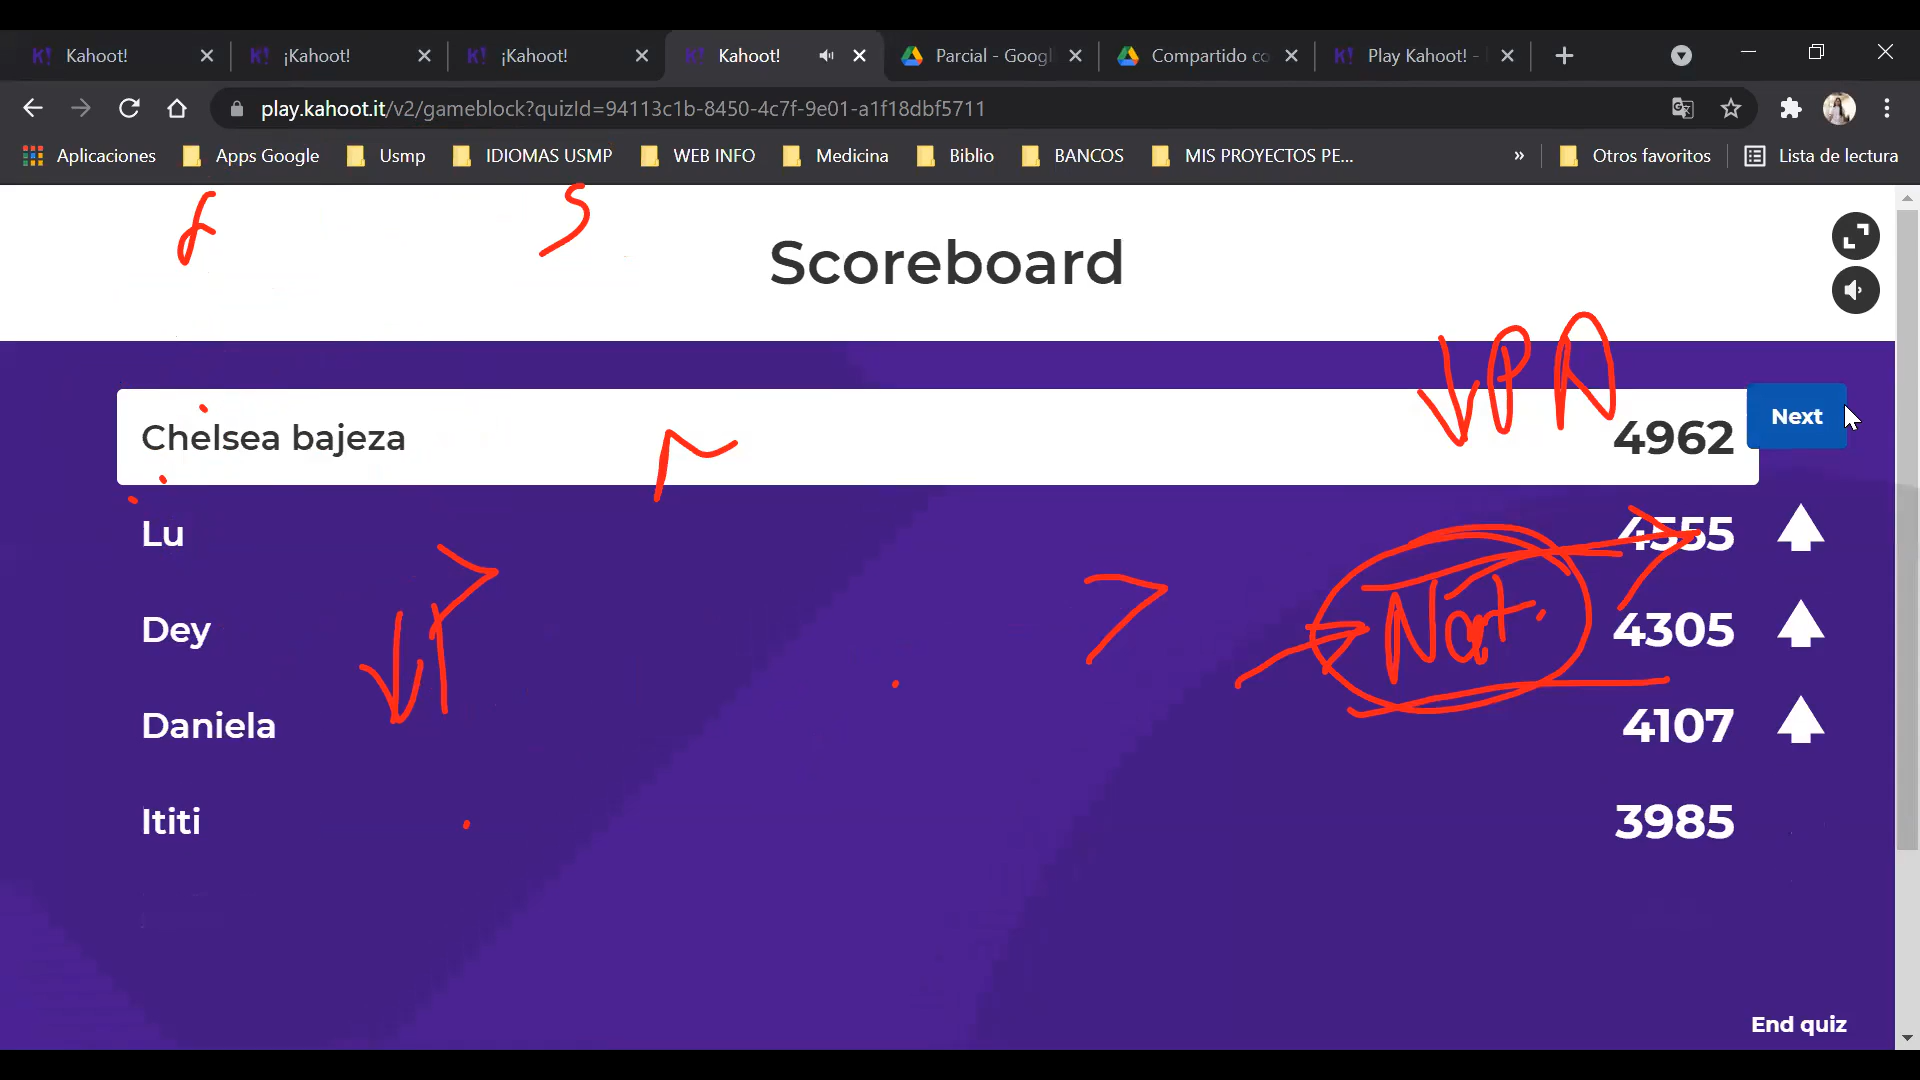 Kahoot!
¡Kahoot!
¡Kahoot!
Kahoot!
Parcial - Googl
Compartido co
Play Kahoot! -
play.kahoot.it/v2/gameblock?quizId=94113c1b-8450-4c7f-9e01-a1f18dbf5711
Aplicaciones Apps Google Usmp IDIOMAS USMP WEB INFO Medicina Biblio BANCOS MIS PROYECTOS PE... » Otros favoritos Lista de lectura
Scoreboard
Chelsea bajeza 4962
Next
Lu 4555
Dey 4305
Daniela 4107
Ititi 3985
End quiz